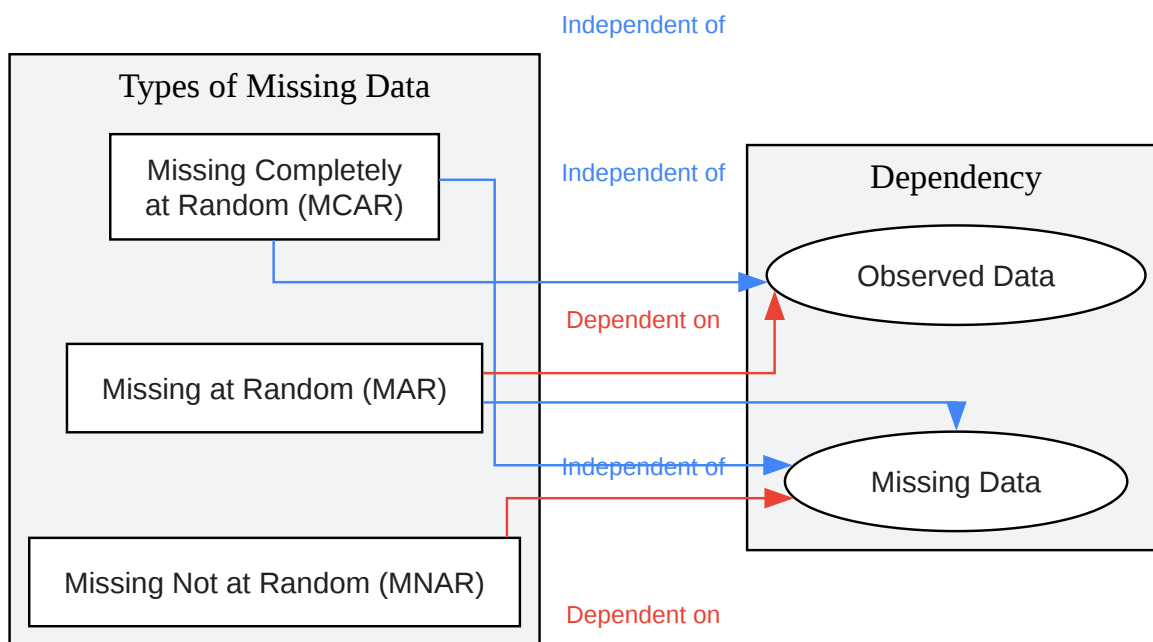 Independent of
Types of Missing Data
Missing Completely
at Random (MCAR)
Independent of
Dependency
Observed Data
Dependent on
Missing at Random (MAR)
Independent of
Missing Data
Missing Not at Random (MNAR)
Dependent on